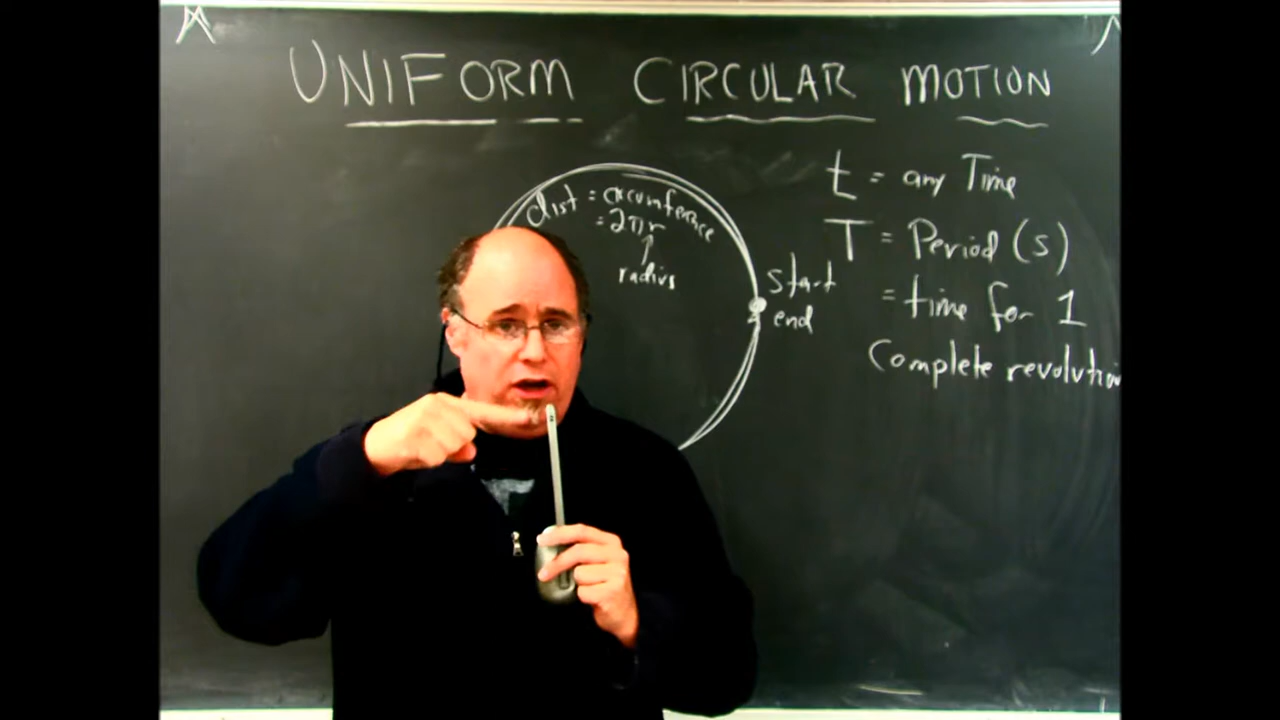 UNIFORM CIRCULAR MOTION
dist = circumference
= 2πr
↑
radius
start
end
t = any Time
T = Period (s)
= time for 1
Complete revolution